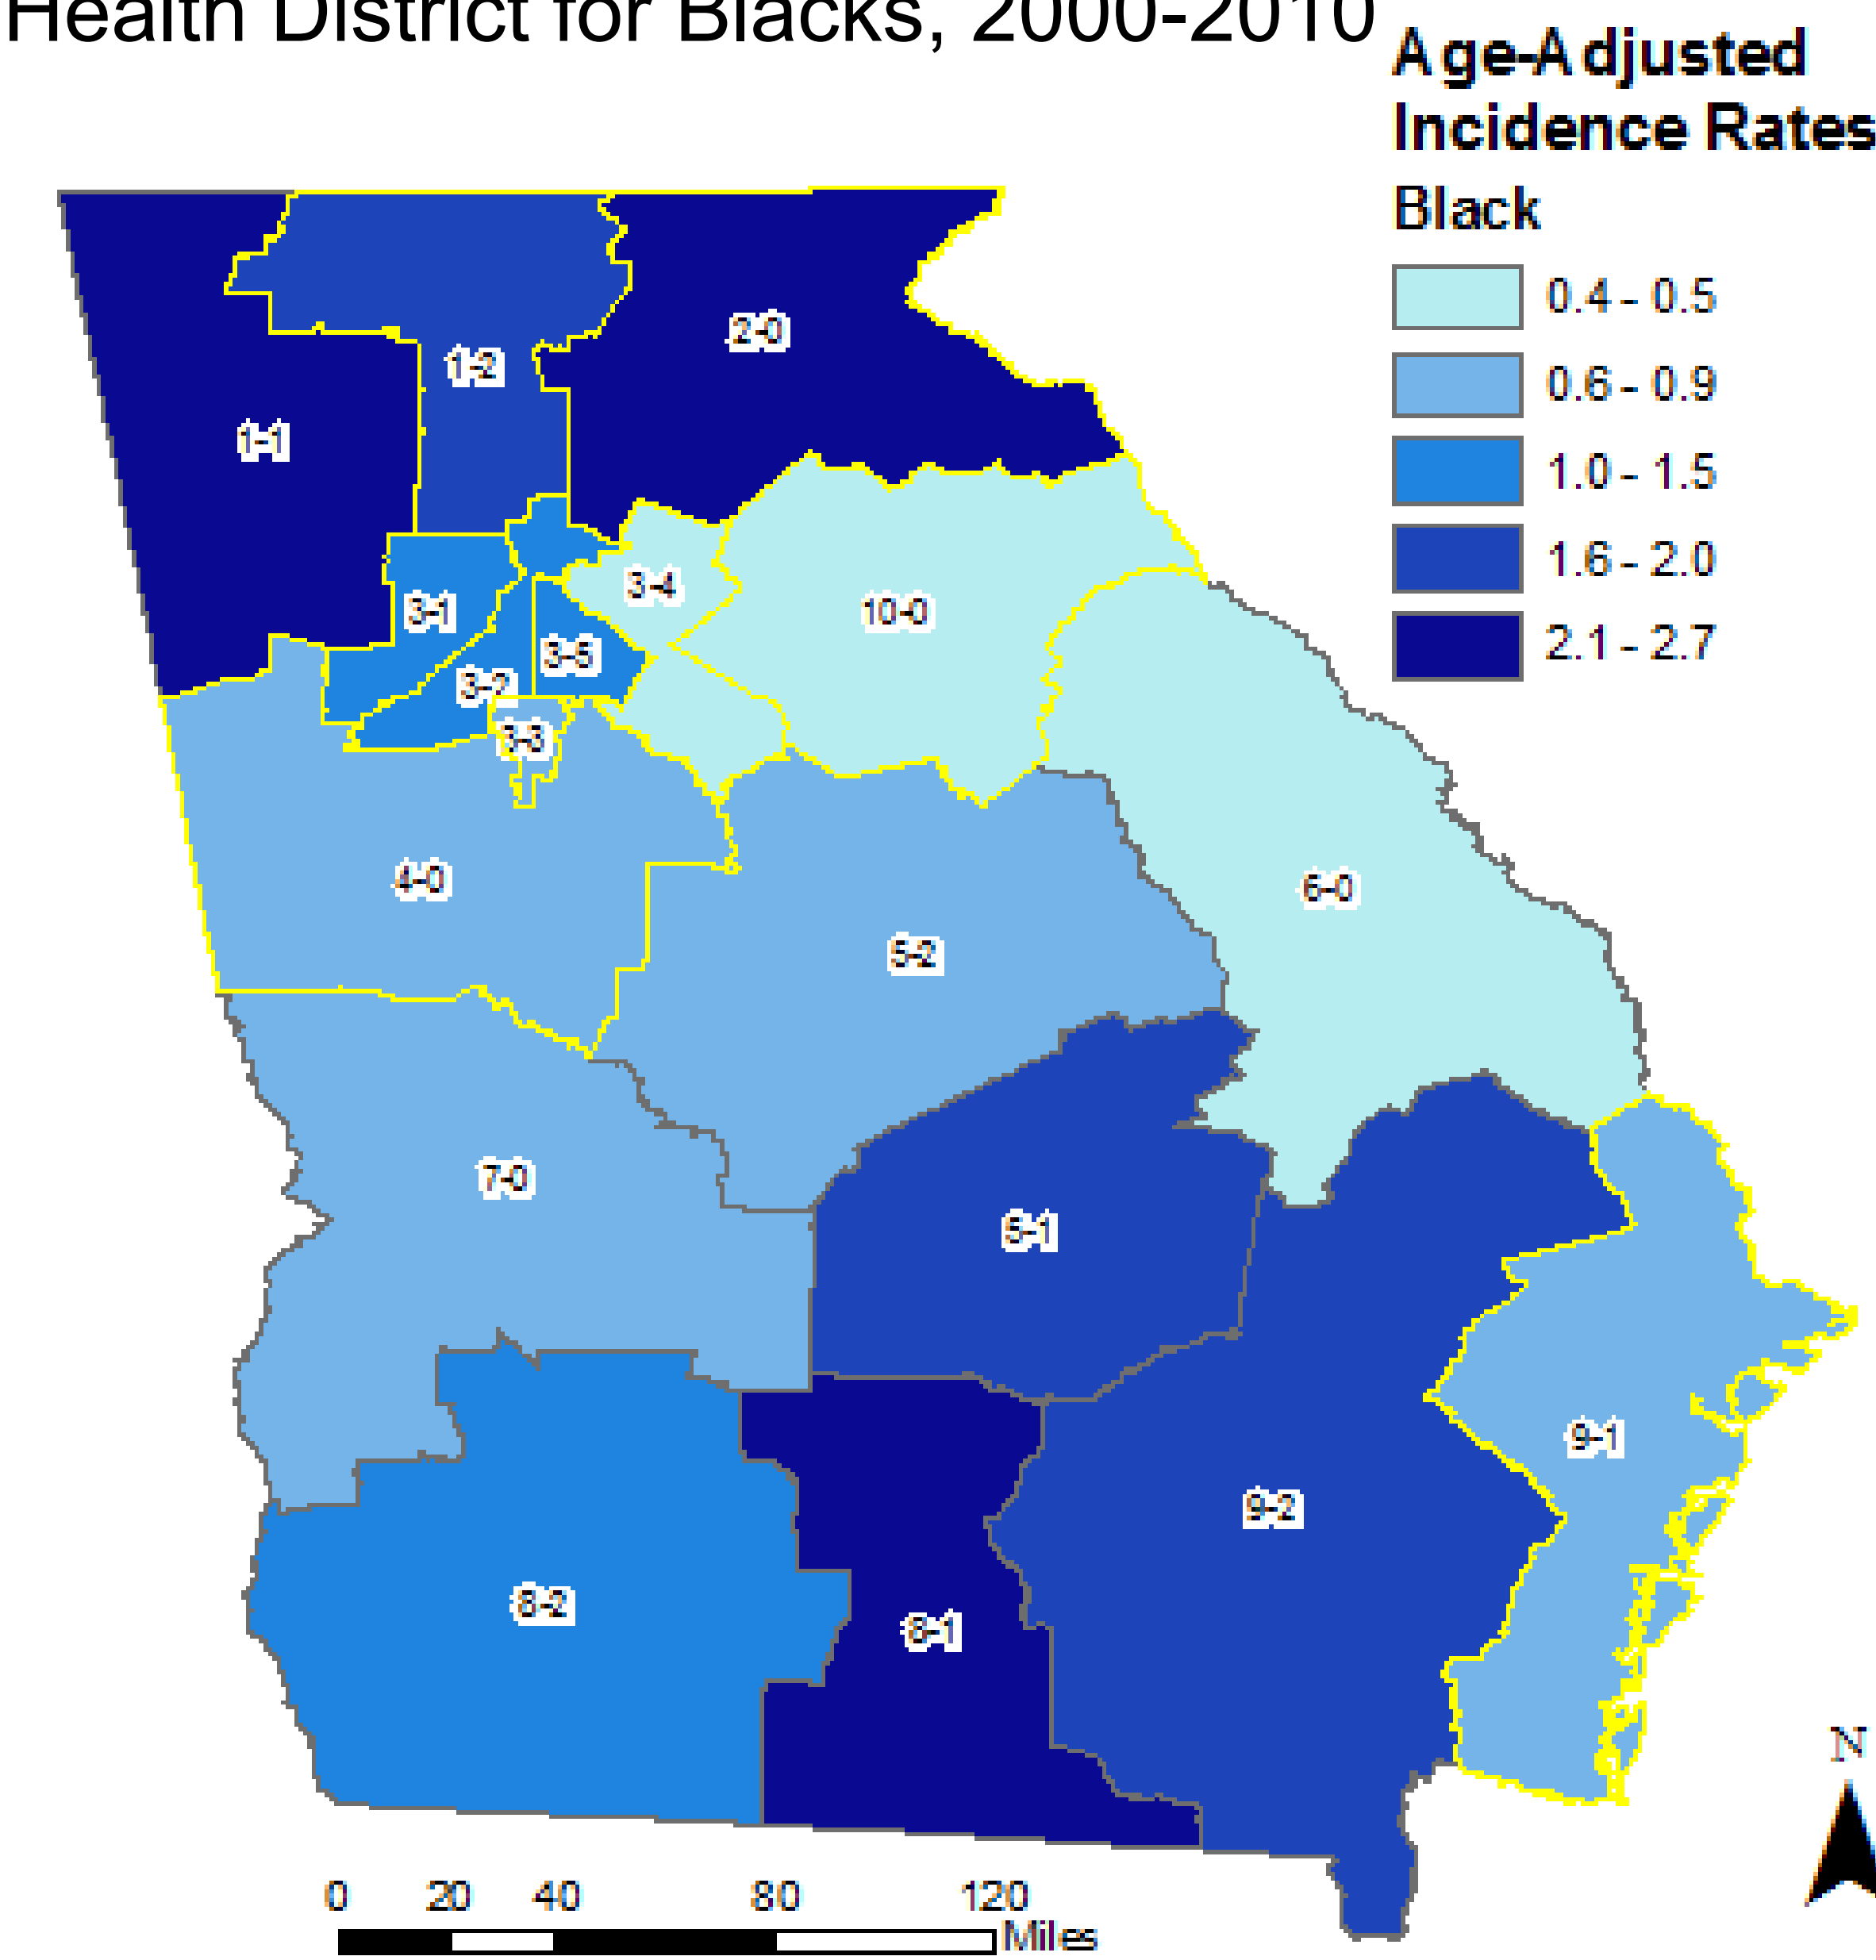 Health District for Blacks, 2000-2010
Age-Adjusted
Incidence Rates
Black
0.4 - 0.5
0.6 - 0.9
1.0 - 1.5
1.6 - 2.0
2.1 - 2.7
2-0
1-2
1-1
3-4
3-1
10-0
3-5
3-2
3-3
4-0
6-0
5-2
7-0
5-1
9-1
9-2
8-2
8-1
N
0 20 40 80 120
Miles